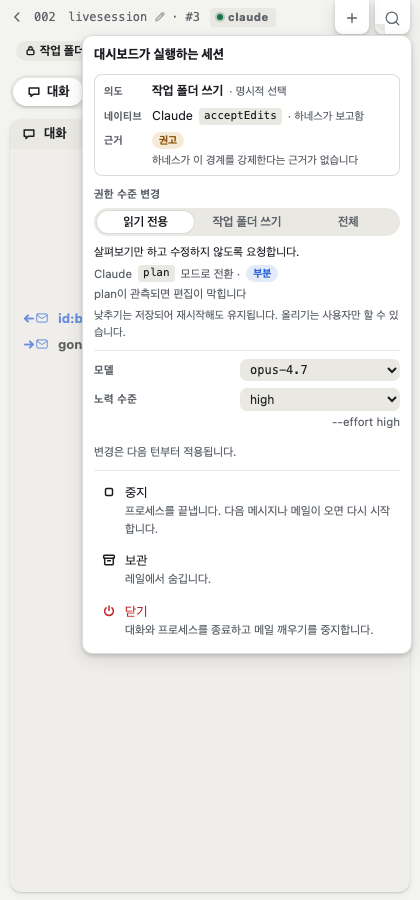 002 livesession · #3 claude
작업 폴더
대시보드가 실행하는 세션
대화
의도 작업 폴더 쓰기 · 명시적 선택
네이티브 Claude acceptEdits · 하네스가 보고함
대화
근거 권고
하네스가 이 경계를 강제한다는 근거가 없습니다
권한 수준 변경
읽기 전용 작업 폴더 쓰기 전체
살펴보기만 하고 수정하지 않도록 요청합니다.
Claude plan 모드로 전환 · 부분
plan이 관측되면 편집이 막힙니다
낮추기는 저장되어 재시작해도 유지됩니다. 올리기는 사용자만 할 수 있
습니다.
id:b
gon
모델 opus-4.7
노력 수준 high
--effort high
변경은 다음 턴부터 적용됩니다.
중지
프로세스를 끝냅니다. 다음 메시지나 메일이 오면 다시 시작
합니다.
보관
레일에서 숨깁니다.
닫기
대화와 프로세스를 종료하고 메일 깨우기를 중지합니다.